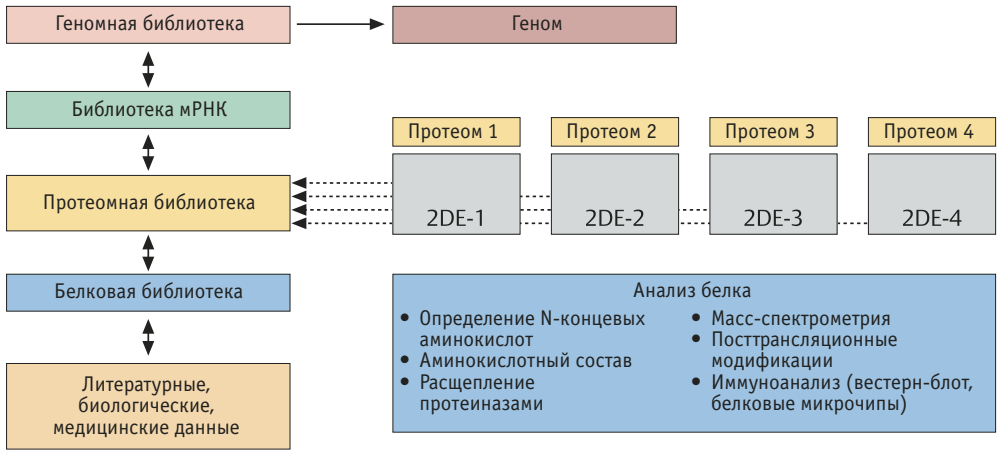 Геномная библиотека
Геном
Библиотека мРНК
Протеом 1
Протеом 2
Протеом 3
Протеом 4
Протеомная библиотека
2DE-1
2DE-2
2DE-3
2DE-4
Белковая библиотека
Литературные,
биологические,
медицинские данные
Анализ белка
• Определение N-концевых
аминокислот
• Аминокислотный состав
• Расщепление
протеиназами
• Масс-спектрометрия
• Посттрансляционные
модификации
• Иммуноанализ (вестерн-блот,
белковые микрочипы)